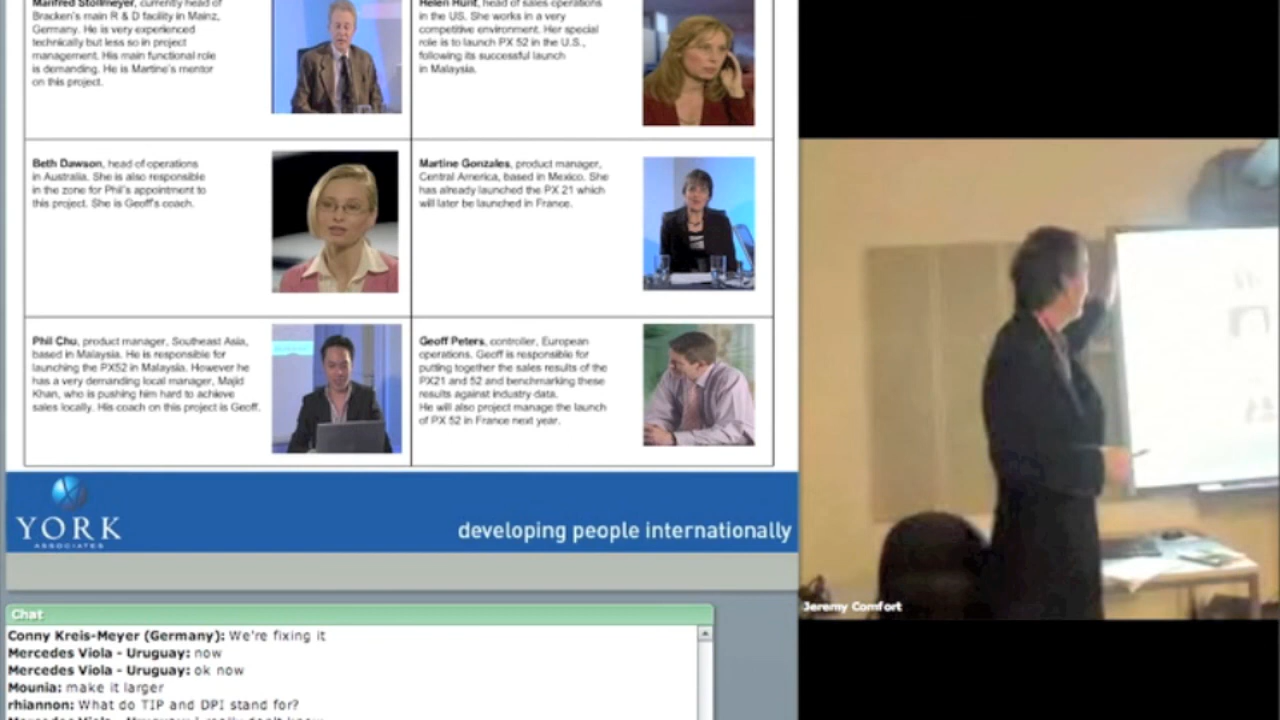 Manfred Stollmeyer, currently head of
Bracken's main R & D facility in Mainz,
Germany. He is very experienced
technically but less so in project
management. His main functional role
is demanding. He is Martine's mentor
on this project.
Helen Hunt, head of sales operations
in the US. She works in a very
competitive environment. Her special
role is to launch PX 52 in the U.S.,
following its successful launch
in Malaysia.
Beth Dawson, head of operations
in Australia. She is also responsible
in the zone for Phil's appointment to
this project. She is Geoff's coach.
Martine Gonzales, product manager,
Central America, based in Mexico. She
has already launched the PX 21 which
will later be launched in France.
Phil Chu, product manager, Southeast Asia,
based in Malaysia. He is responsible for
launching the PX52 in Malaysia. However he
has a very demanding local manager, Majid
Khan, who is pushing him hard to achieve
sales locally. His coach on this project is Geoff.
Geoff Peters, controller, European
operations. Geoff is responsible for
putting together the sales results of the
PX21 and 52 and benchmarking these
results against industry data.
He will also project manage the launch
of PX 52 in France next year.
YORK
ASSOCIATES
developing people internationally
Jeremy Comfort
Chat
Conny Kreis-Meyer (Germany): We're fixing it
Mercedes Viola - Uruguay: now
Mercedes Viola - Uruguay: ok now
Mounia: make it larger
rhiannon: What do TIP and DPI stand for?
Mercedes Viola - Uruguay: I really don't know